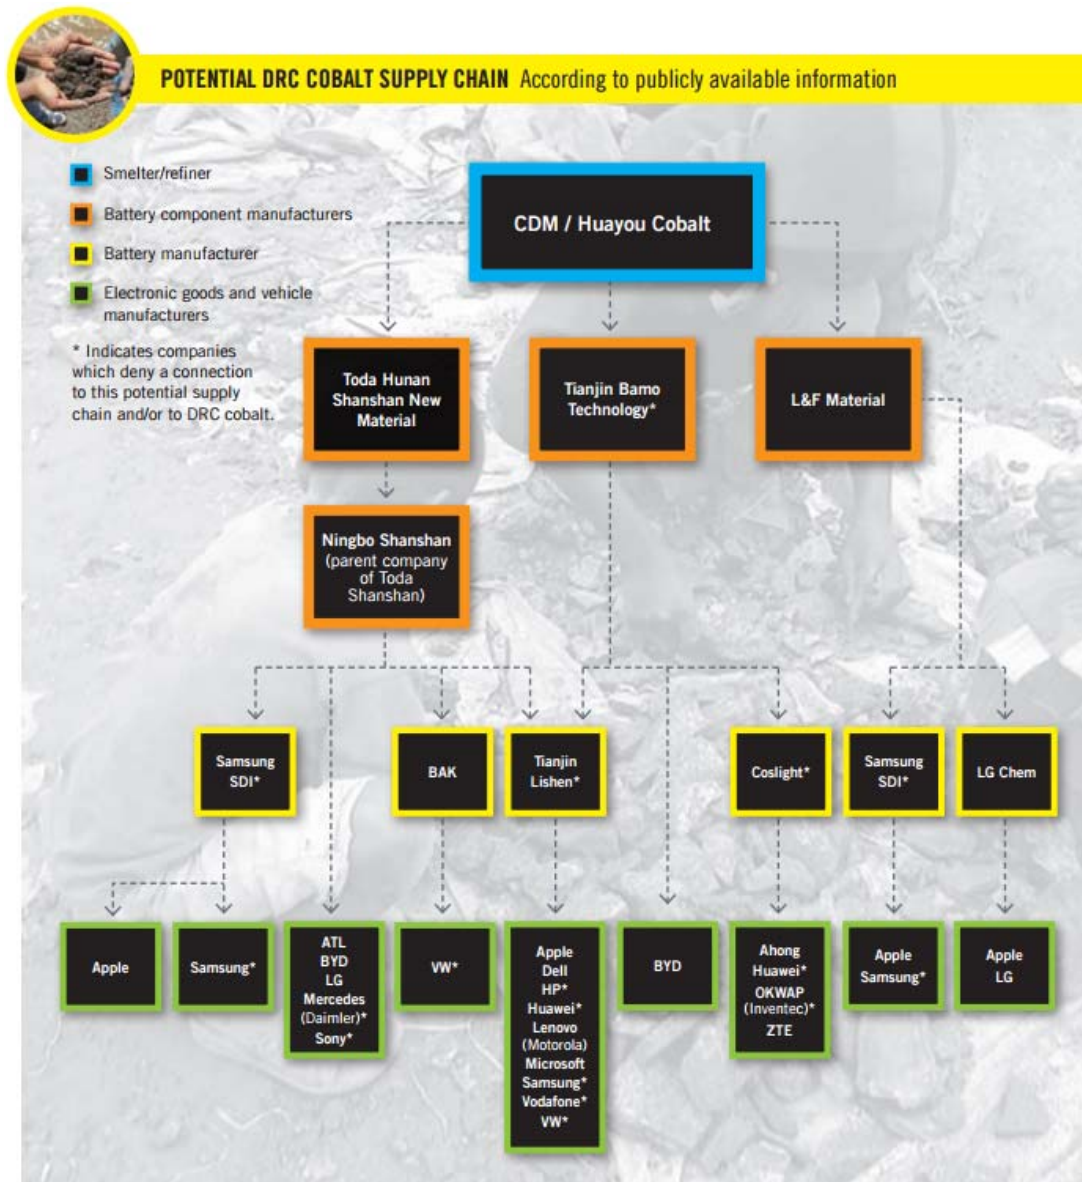 POTENTIAL DRC COBALT SUPPLY CHAIN According to publicly available information
Smelter/refiner
Battery component manufacturers
Battery manufacturer
Electronic goods and vehicle
manufacturers
* Indicates companies
which deny a connection
to this potential supply
chain and/or to DRC cobalt.
CDM / Huayou Cobalt
Toda Hunan
Shanshan New
Material
Tianjin Bamo
Technology*
L&F Material
Ningbo Shanshan
(parent company
of Toda
Shanshan)
Samsung
SDI*
BAK
Tianjin
Lishen*
Coslight*
Samsung
SDI*
LG Chem
Apple
Samsung*
ATL
BYD
LG
Mercedes
(Daimler)*
Sony*
VW*
Apple
Dell
HP*
Huawei*
Lenovo
(Motorola)
Microsoft
Samsung*
Vodafone*
VW*
BYD
Ahong
Huawei*
OKWAP
(Inventec)*
ZTE
Apple
Samsung*
Apple
LG